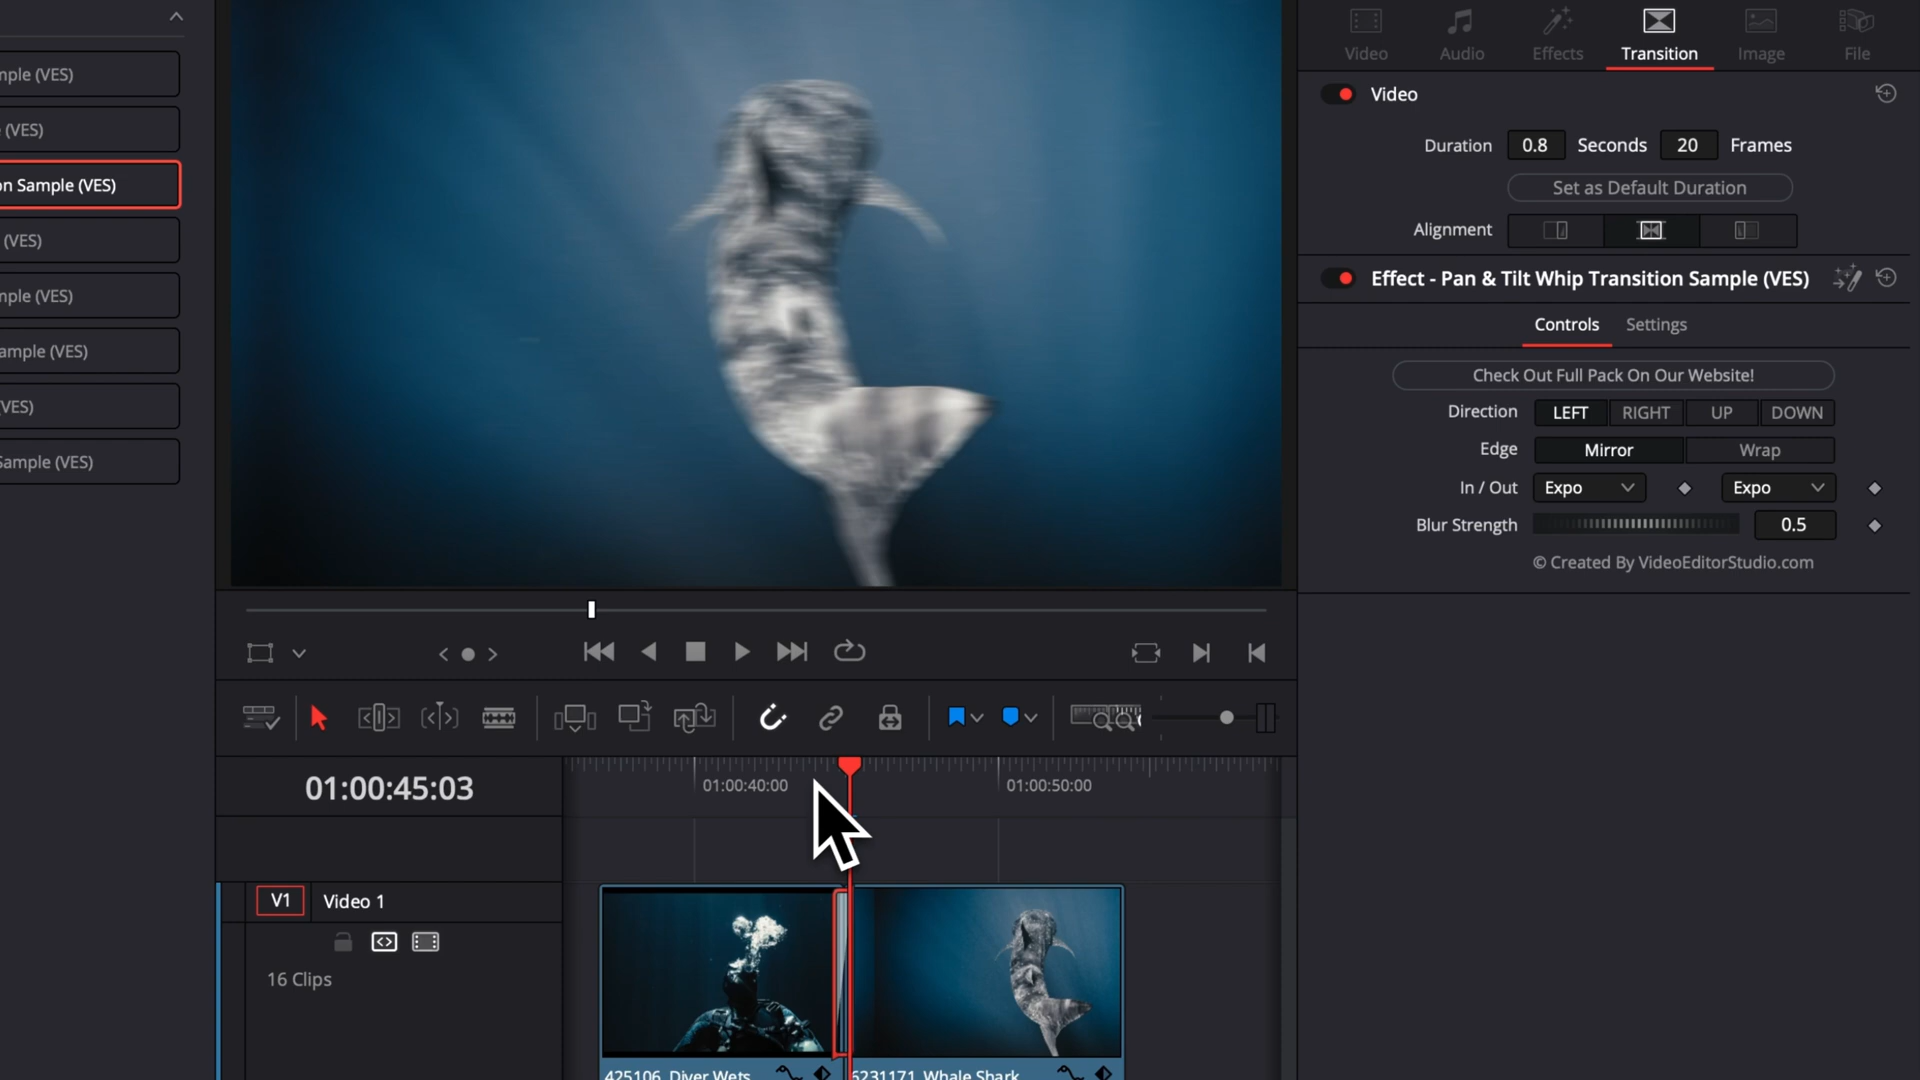 mple (VES)
(VES)
on Sample (VES)
(VES)
mple (VES)
ample (VES)
(VES)
Sample (VES)
Video
Audio
Effects
Transition
Image
File
Video
Duration 0.8 Seconds 20 Frames
Set as Default Duration
Alignment
Effect - Pan & Tilt Whip Transition Sample (VES)
Controls Settings
Check Out Full Pack On Our Website!
Direction LEFT RIGHT UP DOWN
Edge Mirror Wrap
In / Out Expo Expo
Blur Strength 0.5
© Created By VideoEditorStudio.com
01:00:45:03
01:00:40:00
01:00:50:00
V1 Video 1
16 Clips
425106_Diver Wets...
6231171_Whale Shark